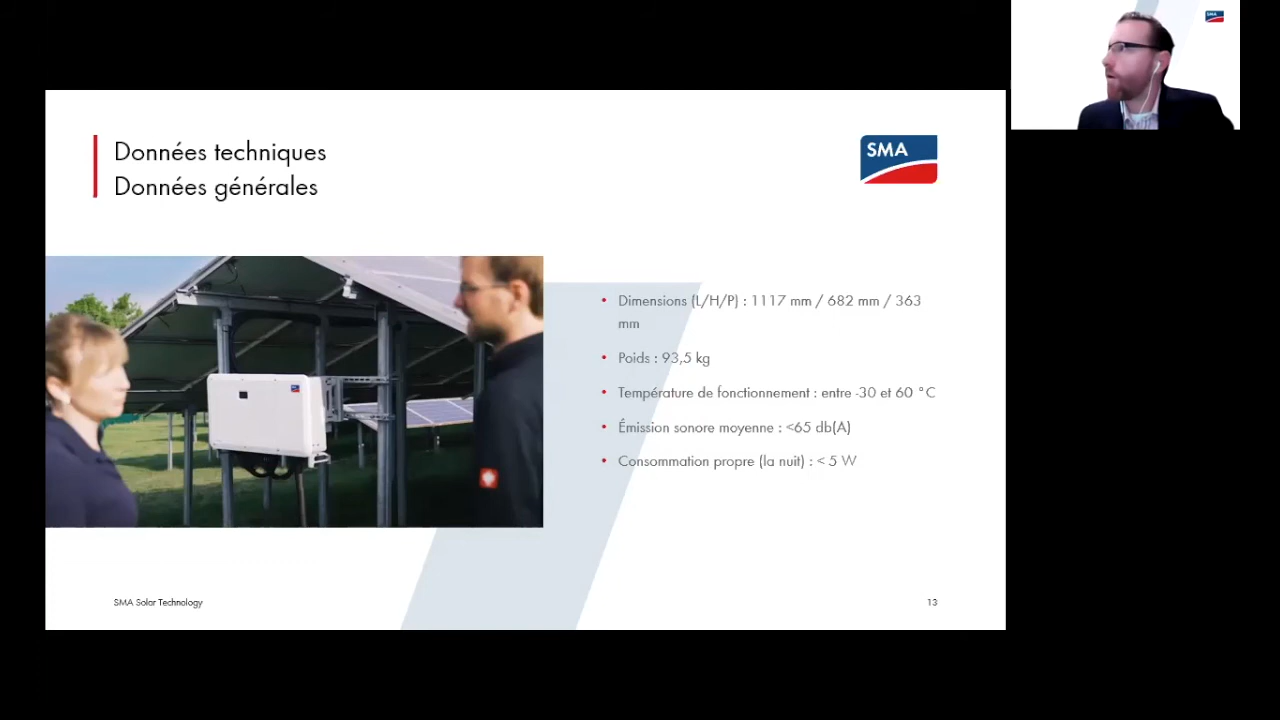 SMA
Données techniques
Données générales
SMA
• Dimensions (L/H/P) : 1117 mm / 682 mm / 363
mm
• Poids : 93,5 kg
• Température de fonctionnement : entre -30 et 60 °C
• Émission sonore moyenne : <65 db(A)
• Consommation propre (la nuit) : < 5 W
SMA Solar Technology
13